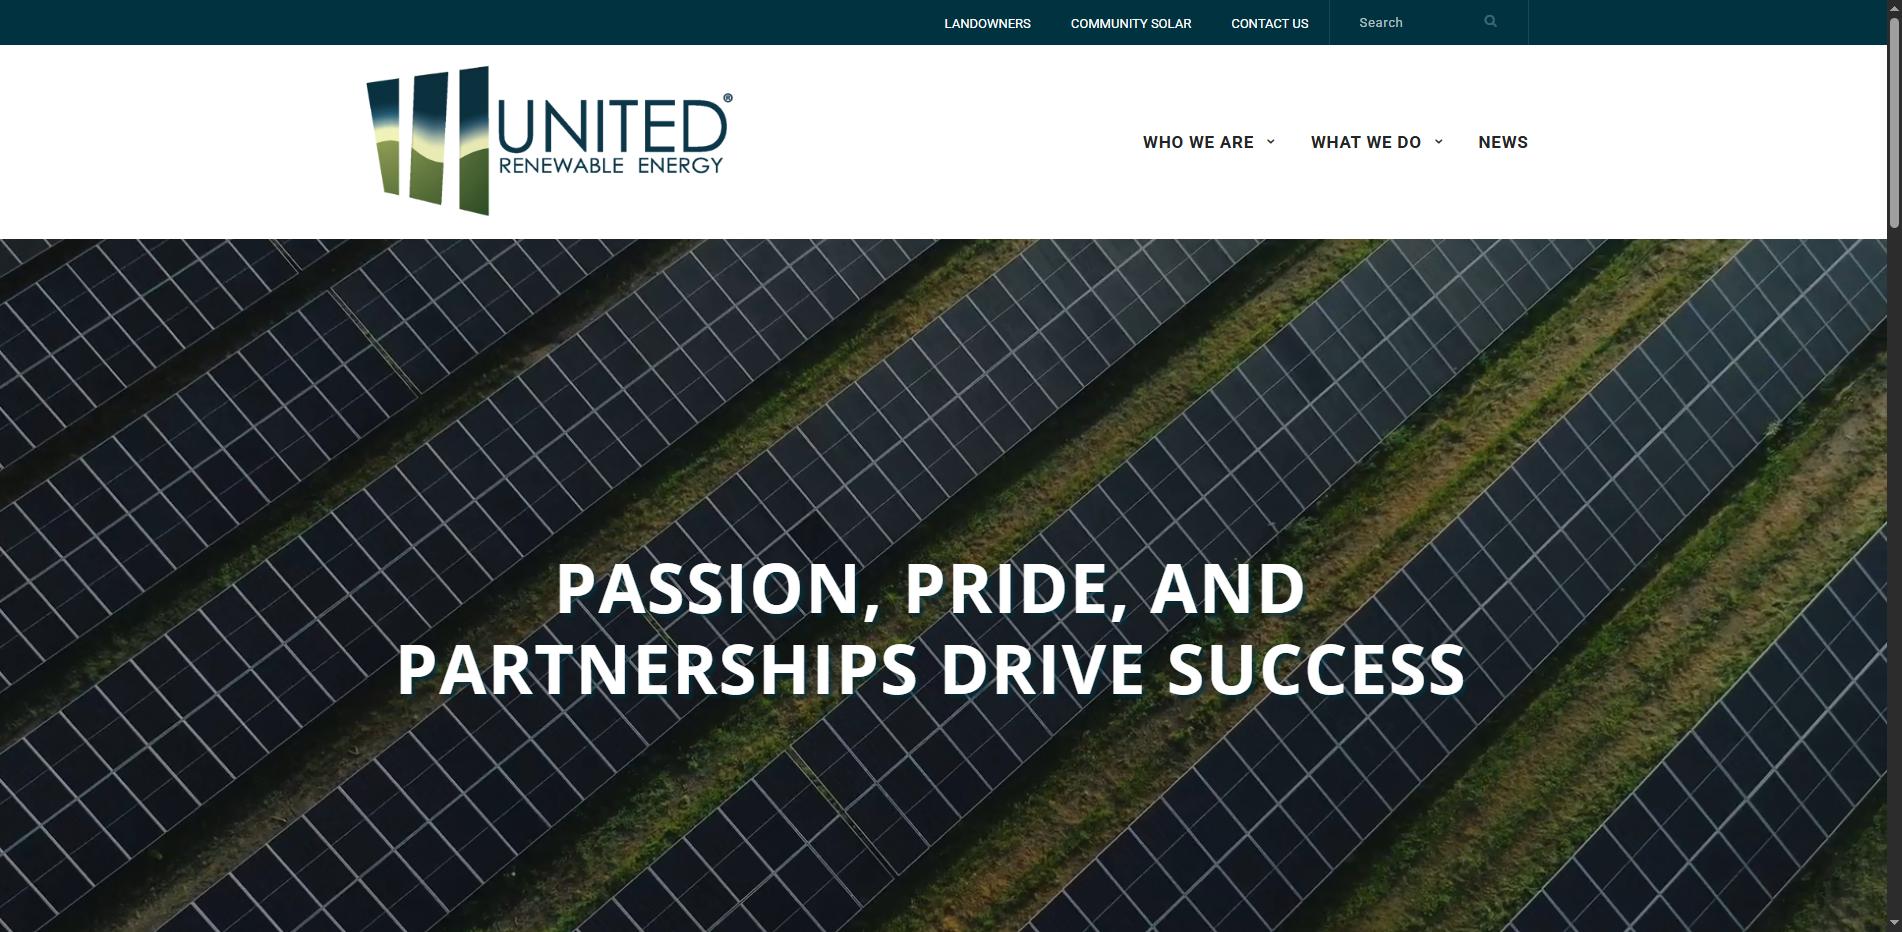 LANDOWNERS COMMUNITY SOLAR CONTACT US Search
UNITED®
RENEWABLE ENERGY
WHO WE ARE WHAT WE DO NEWS
PASSION, PRIDE, AND
PARTNERSHIPS DRIVE SUCCESS